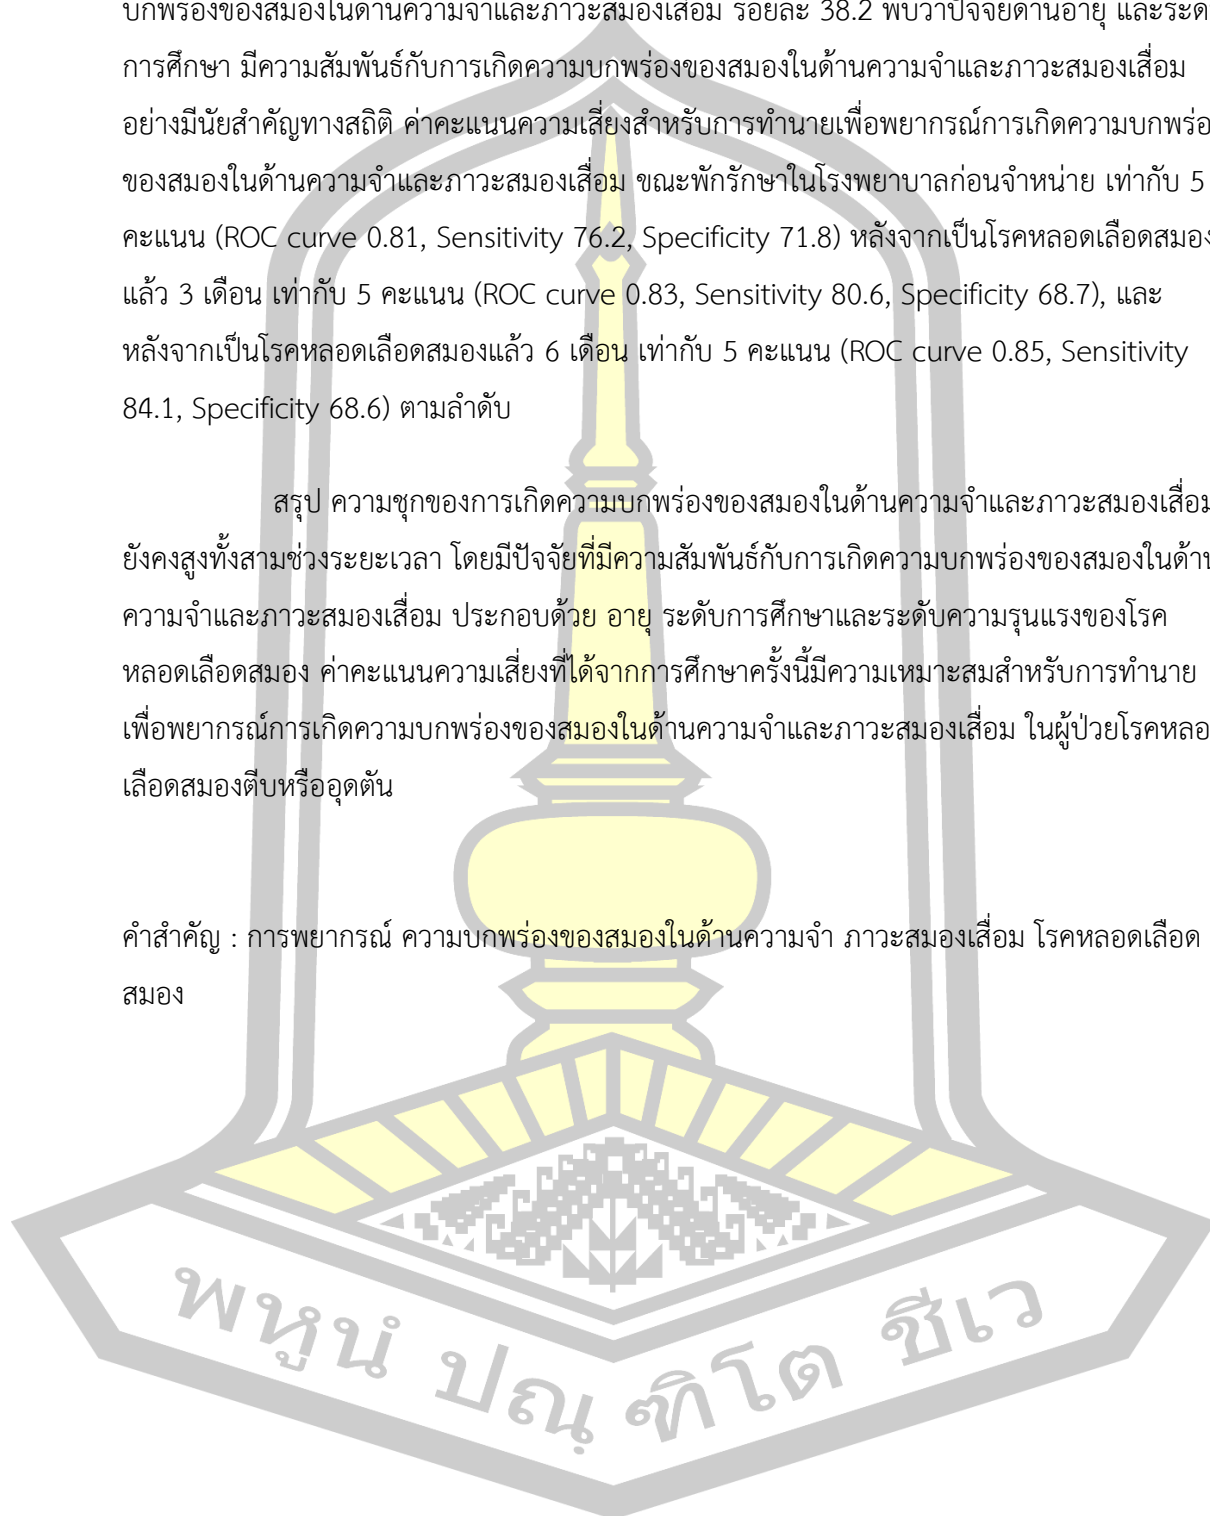 บกพร่องของสมองในด้านความจำและภาวะสมองเสื่อม ร้อยละ 38.2 พบว่าปัจจัยด้านอายุ และระด
การศึกษา มีความสัมพันธ์กับการเกิดความบกพร่องของสมองในด้านความจำและภาวะสมองเสื่อม
อย่างมีนัยสำคัญทางสถิติ ค่าคะแนนความเสี่ยงสำหรับการทำนายเพื่อพยากรณ์การเกิดความบกพร่อ
ของสมองในด้านความจำและภาวะสมองเสื่อม ขณะพักรักษาในโรงพยาบาลก่อนจำหน่าย เท่ากับ 5
คะแนน (ROC curve 0.81, Sensitivity 76.2, Specificity 71.8) หลังจากเป็นโรคหลอดเลือดสมอง
แล้ว 3 เดือน เท่ากับ 5 คะแนน (ROC curve 0.83, Sensitivity 80.6, Specificity 68.7), และ
หลังจากเป็นโรคหลอดเลือดสมองแล้ว 6 เดือน เท่ากับ 5 คะแนน (ROC curve 0.85, Sensitivity
84.1, Specificity 68.6) ตามลำดับ
สรุป ความชุกของการเกิดความบกพร่องของสมองในด้านความจำและภาวะสมองเสื่อม
ยังคงสูงทั้งสามช่วงระยะเวลา โดยมีปัจจัยที่มีความสัมพันธ์กับการเกิดความบกพร่องของสมองในด้าน
ความจำและภาวะสมองเสื่อม ประกอบด้วย อายุ ระดับการศึกษาและระดับความรุนแรงของโรค
หลอดเลือดสมอง ค่าคะแนนความเสี่ยงที่ได้จากการศึกษาครั้งนี้มีความเหมาะสมสำหรับการทำนาย
เพื่อพยากรณ์การเกิดความบกพร่องของสมองในด้านความจำและภาวะสมองเสื่อม ในผู้ป่วยโรคหลอ
เลือดสมองตีบหรืออุดตัน
คำสำคัญ : การพยากรณ์ ความบกพร่องของสมองในด้านความจำ ภาวะสมองเสื่อม โรคหลอดเลือด
สมอง
พหูนํ ปณฺฑิโต ชีเว